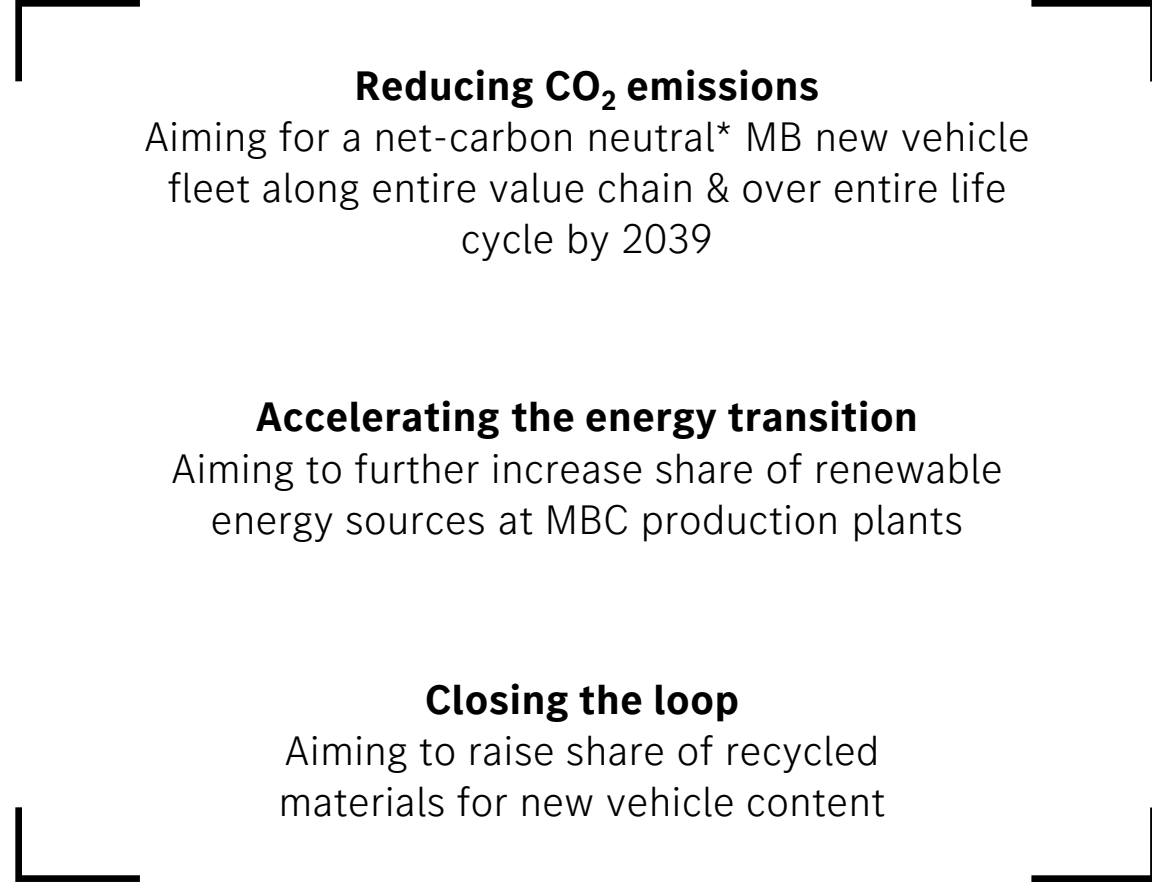 Reducing CO₂ emissions
Aiming for a net-carbon neutral* MB new vehicle
fleet along entire value chain & over entire life
cycle by 2039
Accelerating the energy transition
Aiming to further increase share of renewable
energy sources at MBC production plants
Closing the loop
Aiming to raise share of recycled
materials for new vehicle content